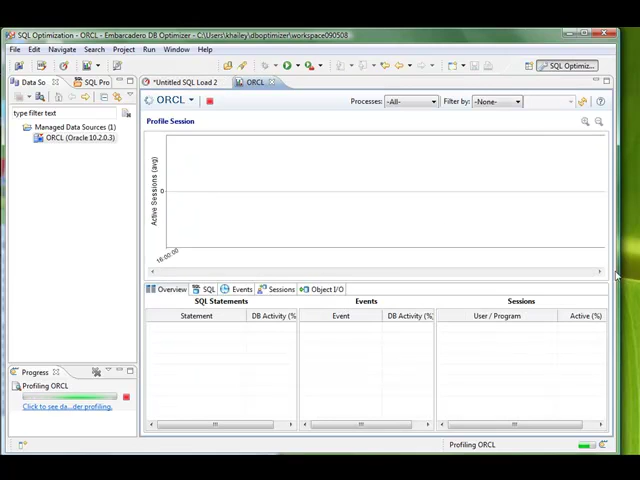 SQL Optimization - ORCL - Embarcadero DB Optimizer - C:\Users\khailey\dboptimizer\workspace090508
File Edit Navigate Search Project Run Window Help
SQL Optimiz...
Data So SQL Pro
*Untitled SQL Load 2 ORCL
ORCL Processes: -All- Filter by: -None-
type filter text
Profile Session
Managed Data Sources (1)
ORCL (Oracle 10.2.0.3)
Active Sessions (avg)
0
16:00:00
Overview SQL Events Sessions Object I/O
SQL Statements Events Sessions
Statement DB Activity (% Event DB Activity (% User / Program Active (%)
Progress
Profiling ORCL
Click to see da...der profiling.
Profiling ORCL